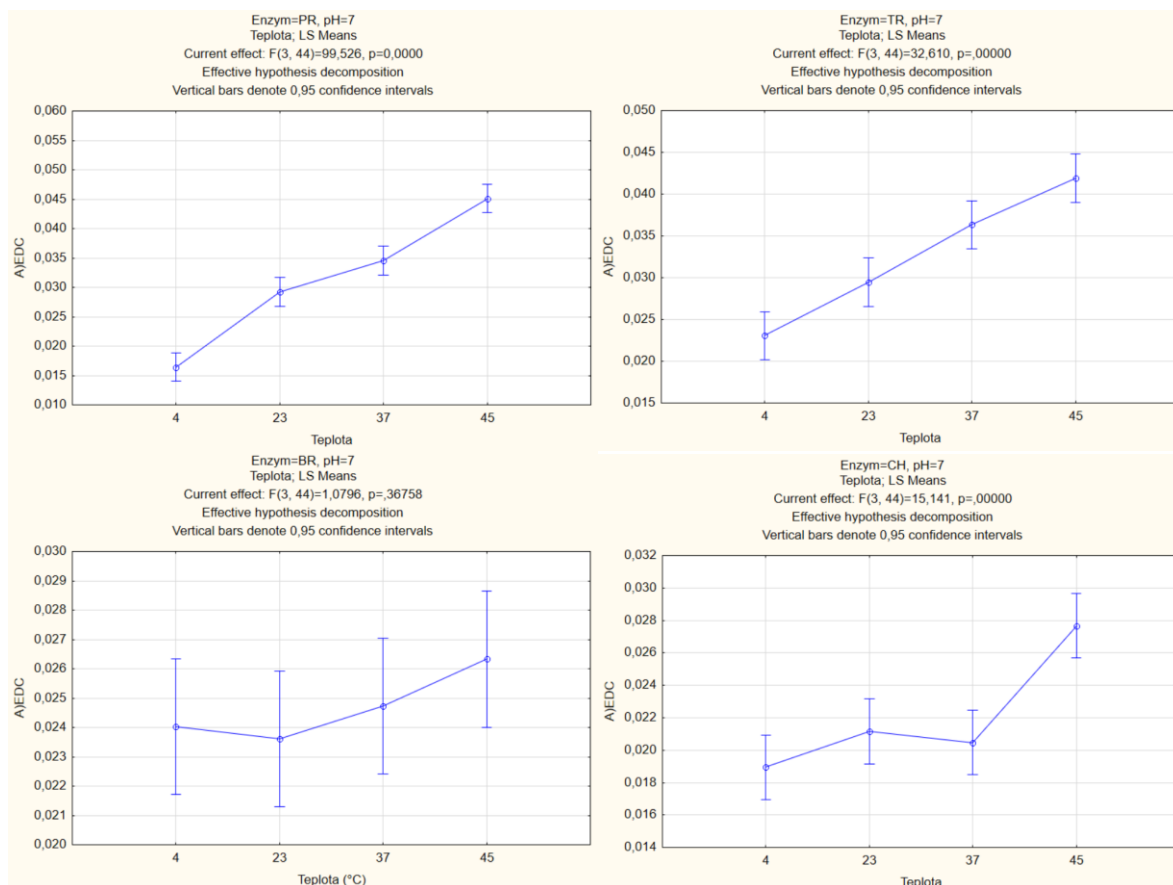 Enzym=PR, pH=7
Teplota; LS Means
Current effect: F(3, 44)=99,526, p=0,0000
Effective hypothesis decomposition
Vertical bars denote 0,95 confidence intervals
0,060
0,055
0,050
0,045
0,040
0,035
0,030
0,025
0,020
0,015
0,010
A)EDC
4 23 37 45
Teplota
Enzym=TR, pH=7
Teplota; LS Means
Current effect: F(3, 44)=32,610, p=,00000
Effective hypothesis decomposition
Vertical bars denote 0,95 confidence intervals
0,050
0,045
0,040
0,035
0,030
0,025
0,020
0,015
A)EDC
4 23 37 45
Teplota
Enzym=BR, pH=7
Teplota; LS Means
Current effect: F(3, 44)=1,0796, p=,36758
Effective hypothesis decomposition
Vertical bars denote 0,95 confidence intervals
0,030
0,029
0,028
0,027
0,026
0,025
0,024
0,023
0,022
0,021
0,020
A)EDC
4 23 37 45
Teplota (°C)
Enzym=CH, pH=7
Teplota; LS Means
Current effect: F(3, 44)=15,141, p=,00000
Effective hypothesis decomposition
Vertical bars denote 0,95 confidence intervals
0,032
0,030
0,028
0,026
0,024
0,022
0,020
0,018
0,016
0,014
A)EDC
4 23 37 45
Teplota